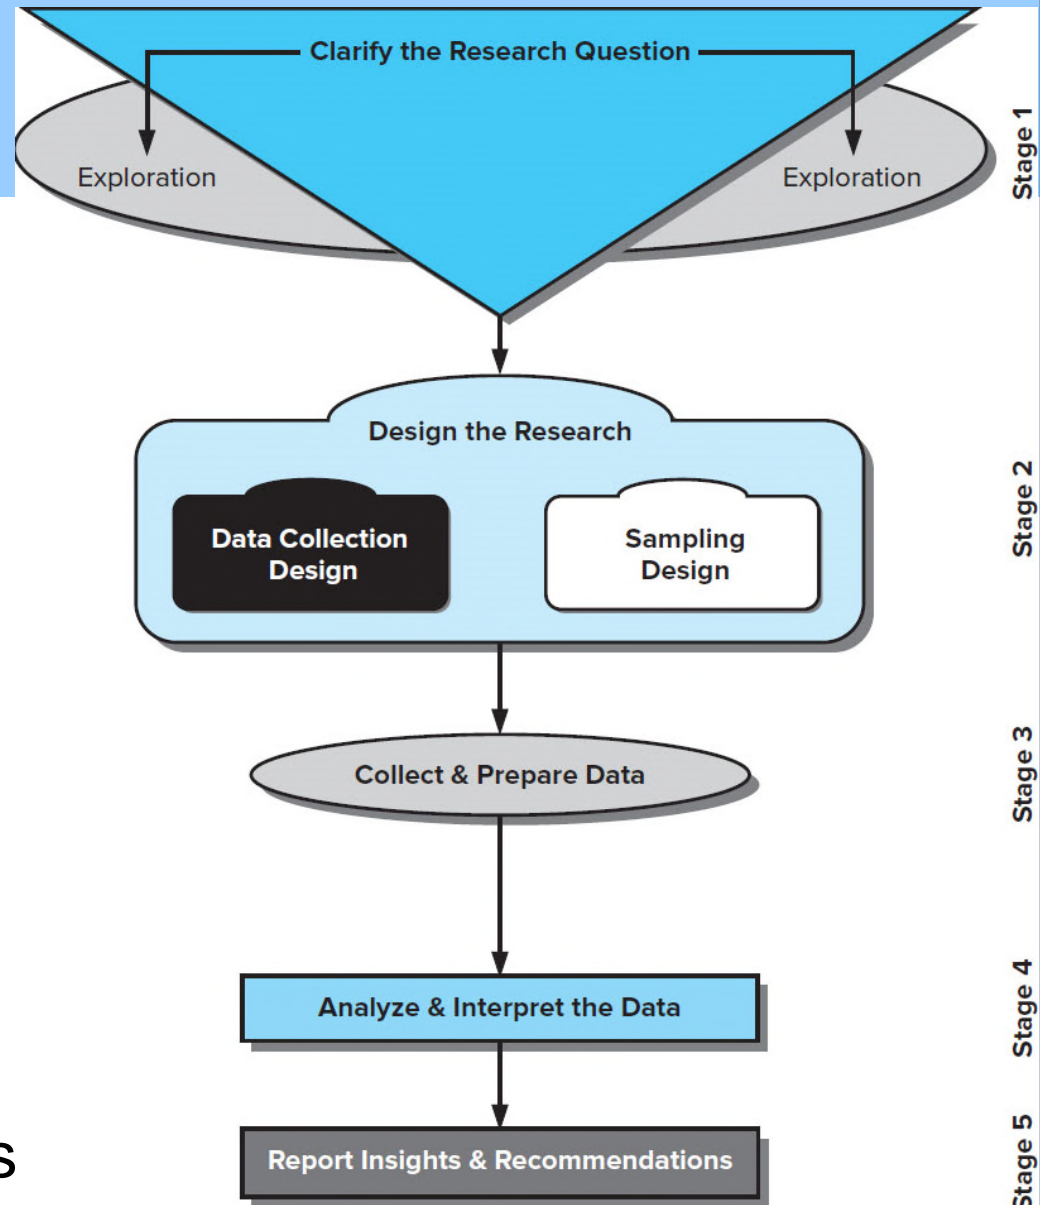 Clarify the Research Question
Exploration
Exploration
Stage 1
Design the Research
Data Collection
Design
Sampling
Design
Stage 2
Collect & Prepare Data
Stage 3
Analyze & Interpret the Data
Stage 4
s
Report Insights & Recommendations
Stage 5